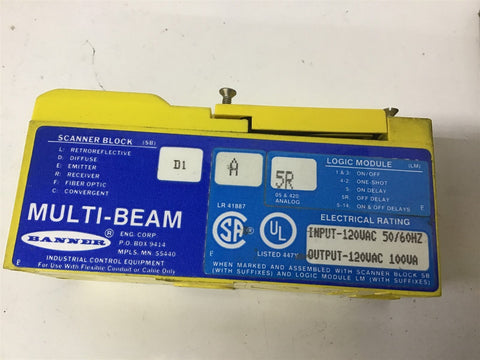 SCANNER BLOCK (SB)
L: RETROREFLECTIVE
D: DIFFUSE
E: EMITTER
R: RECEIVER
F: FIBER OPTIC
C: CONVERGENT
D1
A
5R
05 & 420
ANALOG
LOGIC MODULE (LM)
1 & 3: ON/OFF
4-2: ONE-SHOT
5: ON DELAY
5R: OFF DELAY
5-14: ON & OFF DELAYS
E
MULTI-BEAM
BANNER ® ENG. CORP.
P.O. BOX 9414
MPLS. MN. 55440
E INDUSTRIAL CONTROL EQUIPMENT
For Use With Flexible Conduit or Cable Only
LR 41887
SA
UL
LISTED 447Y
ELECTRICAL RATING
INPUT-120VAC 50/60HZ
OUTPUT-120VAC 100VA
E WHEN MARKED AND ASSEMBLED WITH SCANNER BLOCK SB
(WITH SUFFIXES) AND LOGIC MODULE LM (WITH SUFFIXES)